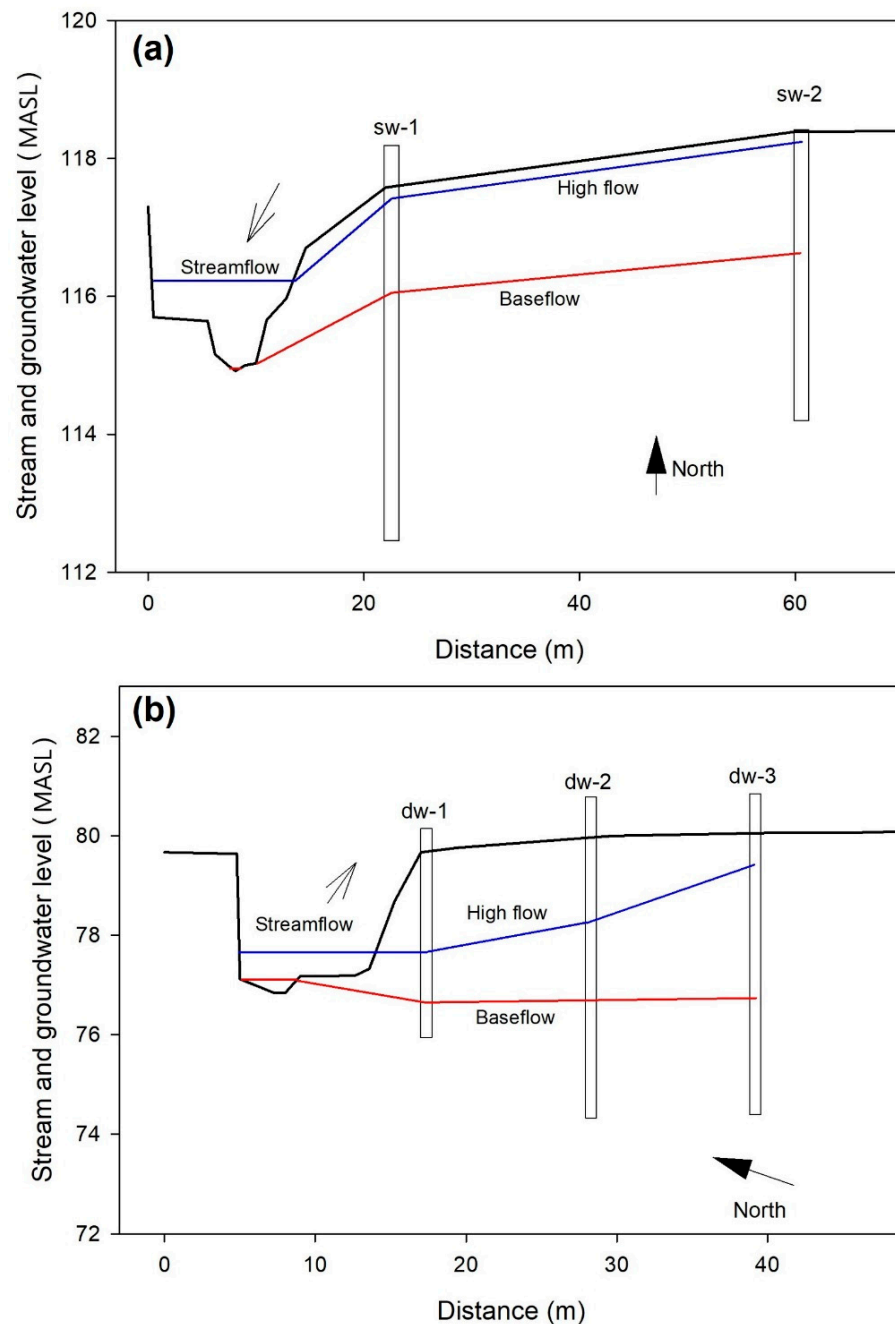 (a)
Stream and groundwater level ( MASL)
120
118
116
114
112
sw-1
sw-2
High flow
Streamflow
Baseflow
North
0
20
40
60
Distance (m)
(b)
Stream and groundwater level ( MASL)
82
80
78
76
74
72
dw-1
dw-2
dw-3
Streamflow
High flow
Baseflow
North
0
10
20
30
40
Distance (m)